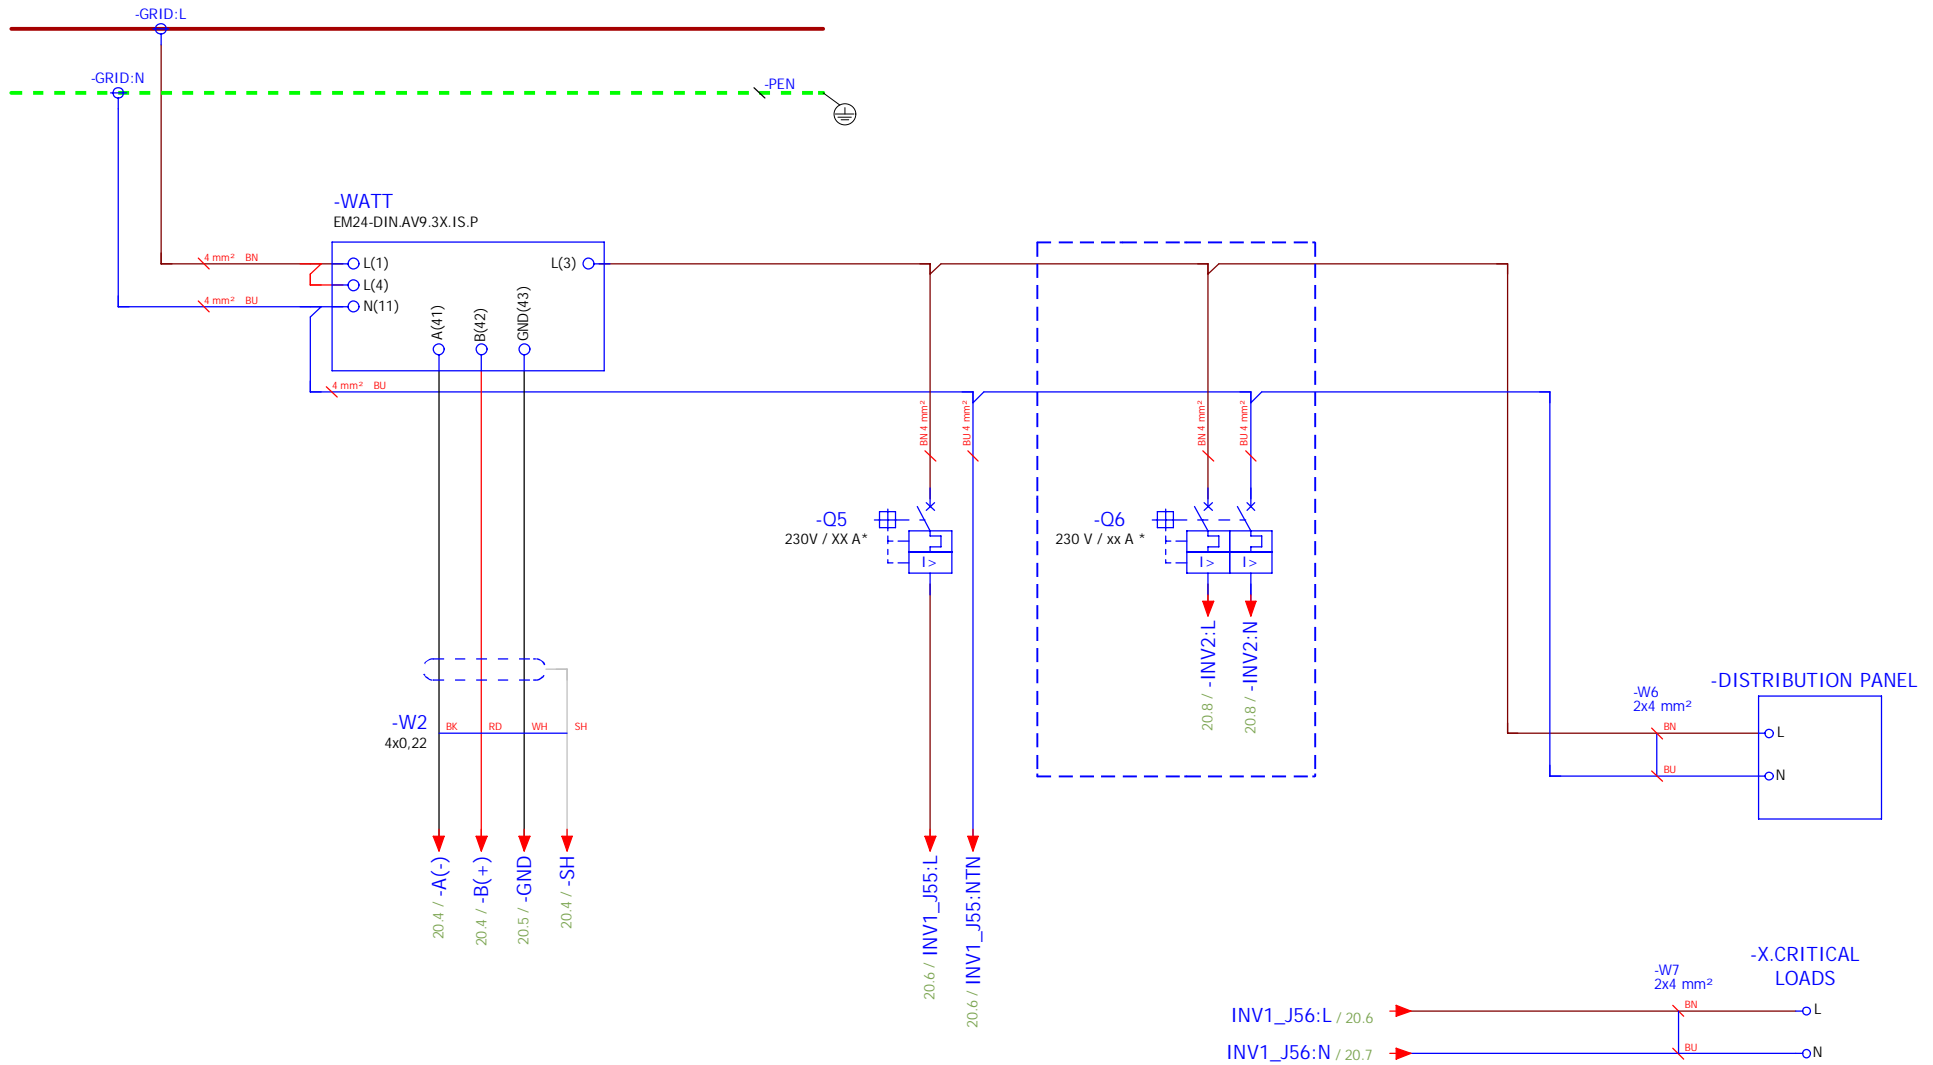 -GRID:L
-GRID:N
-PEN
-WATT
EM24-DIN.AV9.3X.IS.P
4 mm² BN
L(1)
L(3)
L(4)
4 mm² BU
N(11)
A(41)
B(42)
GND(43)
4 mm² BU
BN 4 mm²
BU 4 mm²
BN 4 mm²
BU 4 mm²
-Q5
230V / XX A*
I >
-Q6
230 V / xx A *
I >
I >
20.8 / -INV2:L
20.8 / -INV2:N
-DISTRIBUTION PANEL
-W6
2x4 mm²
BN
L
BU
N
-W2
4x0,22
BK
RD
WH
SH
20.4 / -A(-)
20.4 / -B(+)
20.5 / -GND
20.4 / -SH
20.6 / INV1_J55:L
20.6 / INV1_J55:NTN
-X.CRITICAL
LOADS
-W7
2x4 mm²
INV1_J56:L / 20.6
BN
L
INV1_J56:N / 20.7
BU
N